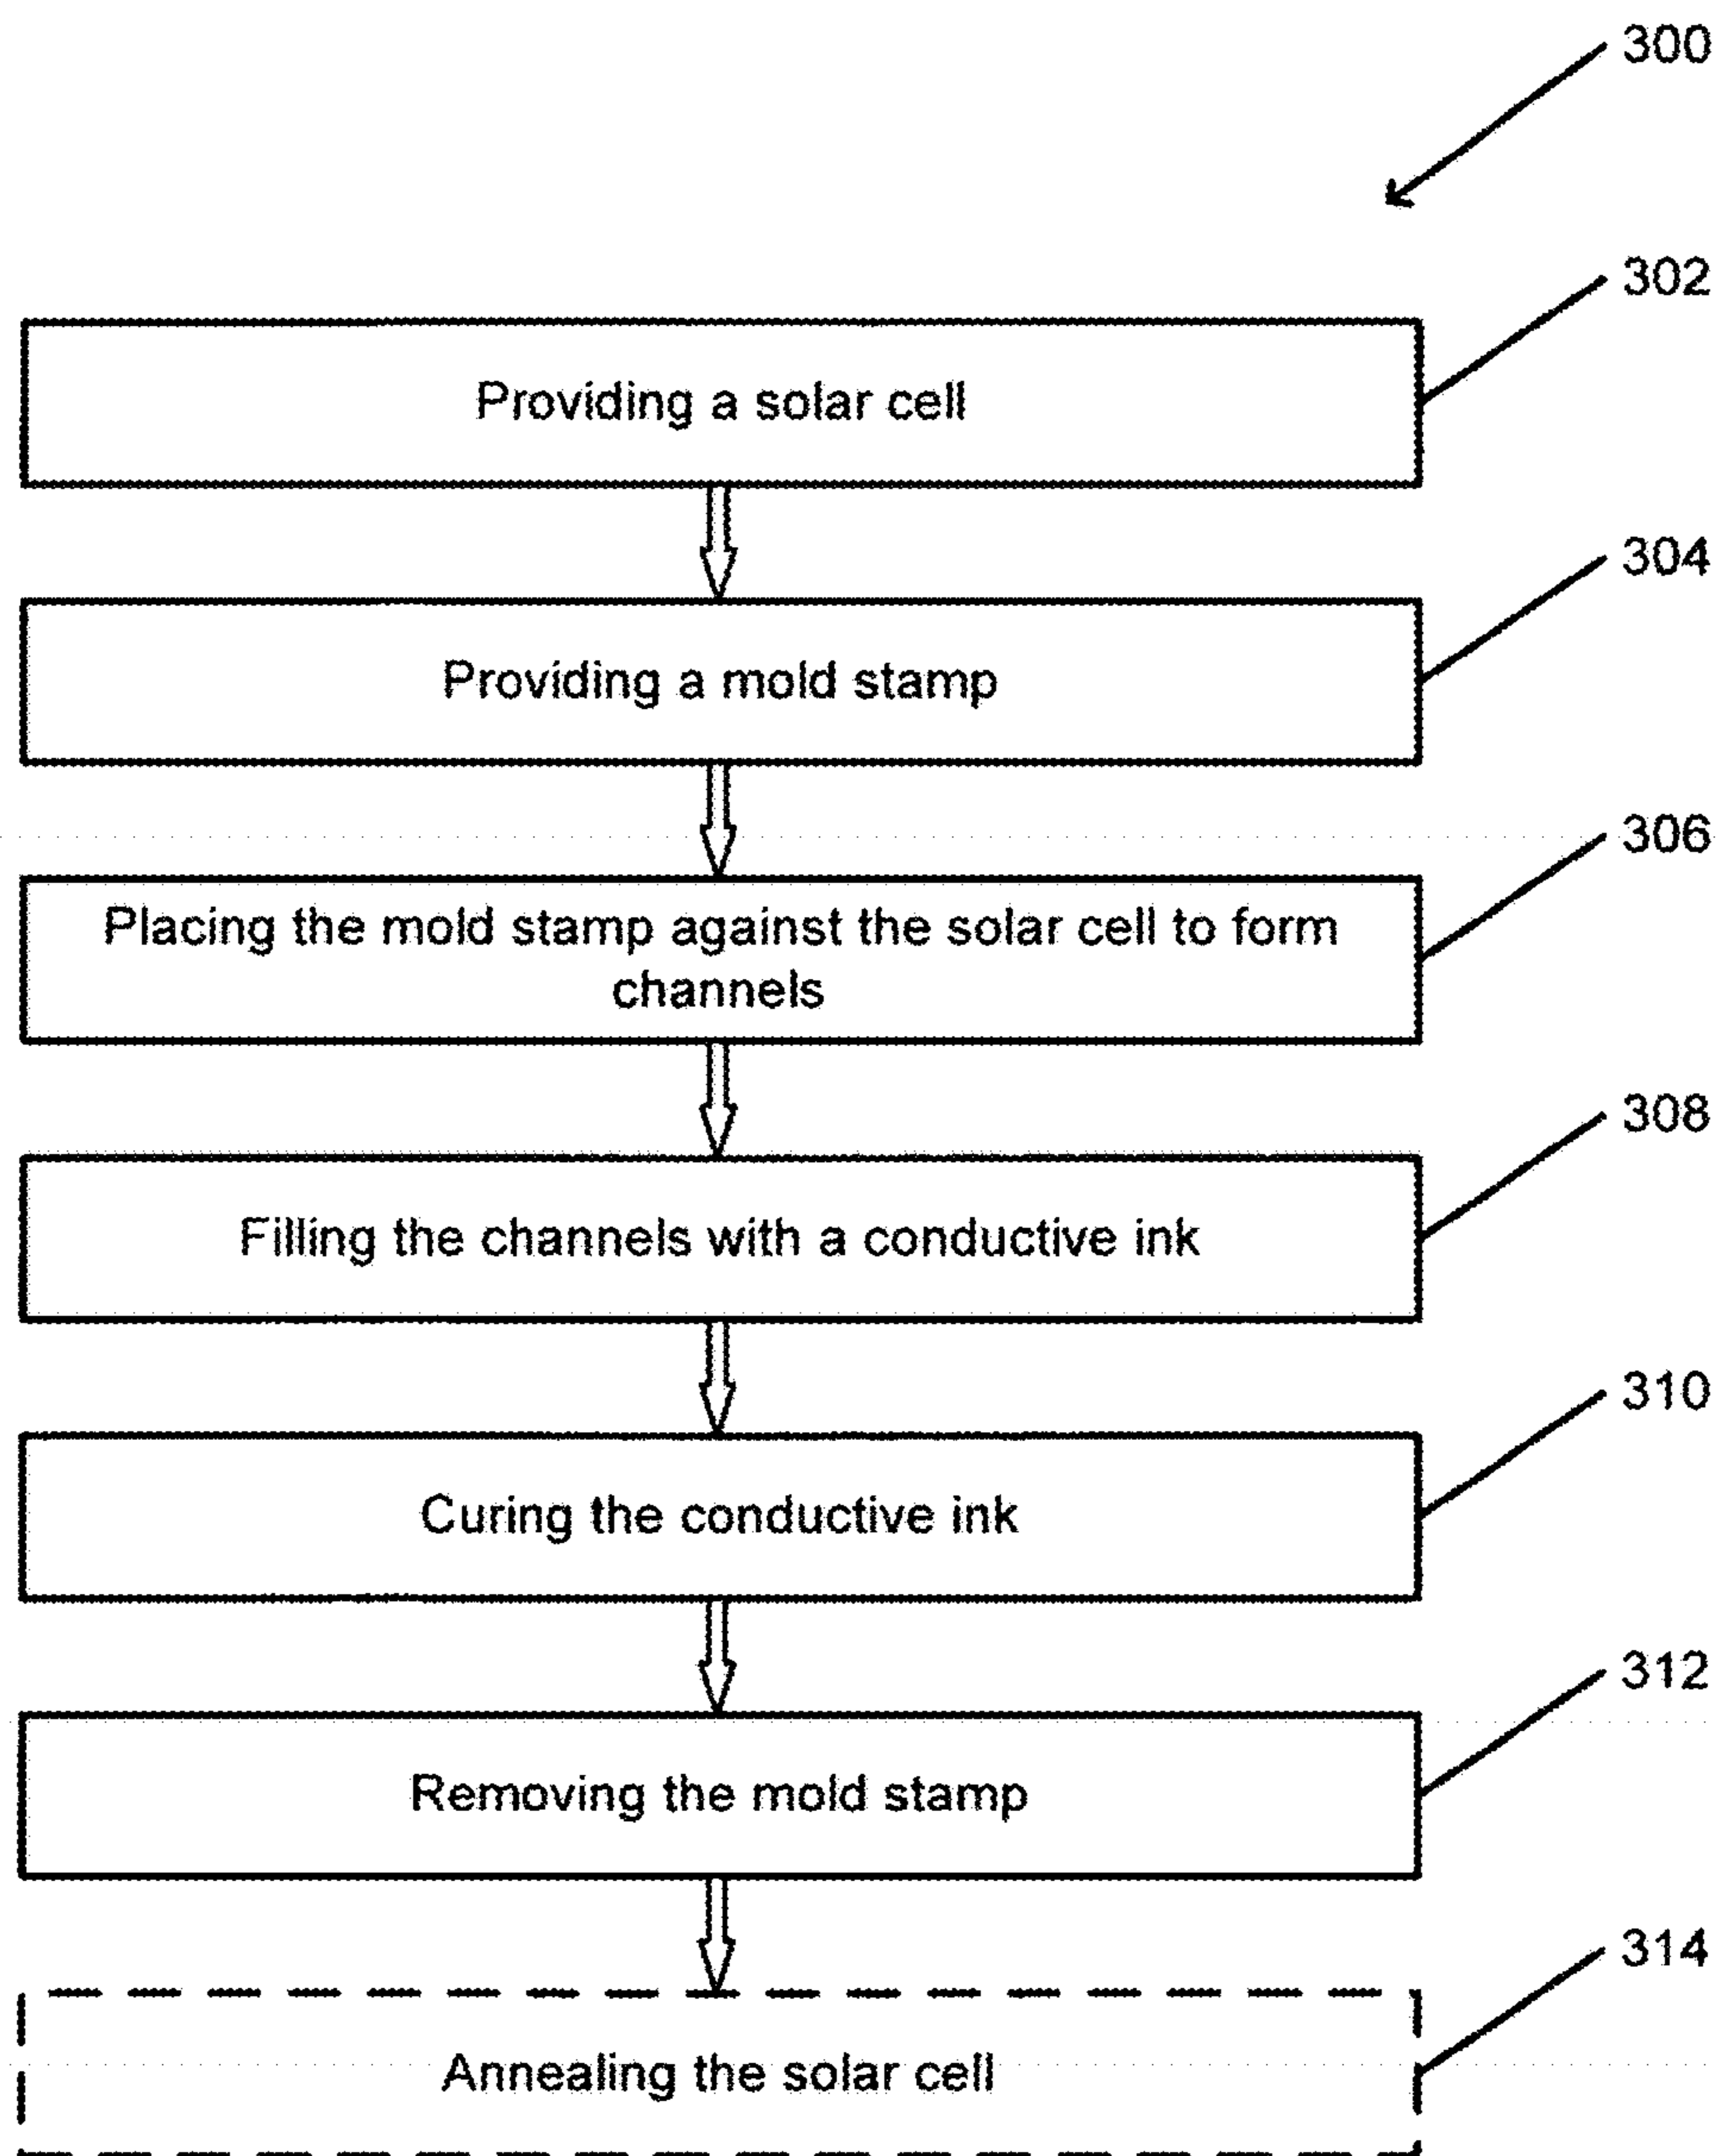 300
302
Providing a solar cell
304
Providing a mold stamp
306
Placing the mold stamp against the solar cell to form
channels
308
Filling the channels with a conductive ink
310
Curing the conductive ink
312
Removing the mold stamp
314
Annealing the solar cell